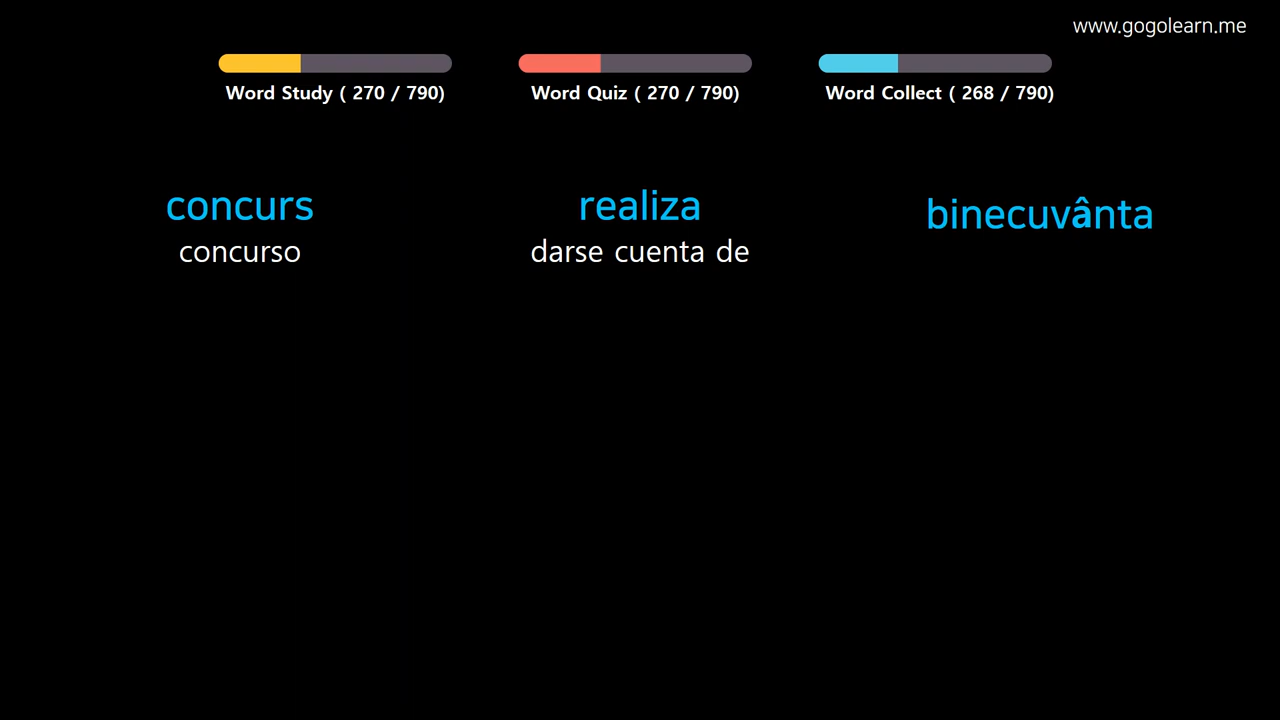 www.gogolearn.me
Word Study ( 270 / 790)
Word Quiz ( 270 / 790)
Word Collect ( 268 / 790)
concurs
concurso
realiza
darse cuenta de
binecuvânta